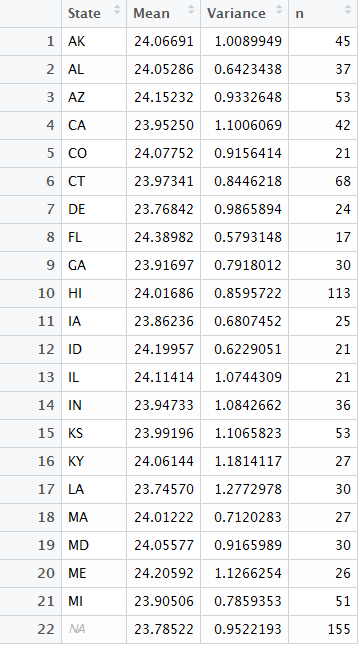 State Mean Variance n
1 AK 24.06691 1.0089949 45
2 AL 24.05286 0.6423438 37
3 AZ 24.15232 0.9332648 53
4 CA 23.95250 1.1006069 42
5 CO 24.07752 0.9156414 21
6 CT 23.97341 0.8446218 68
7 DE 23.76842 0.9865894 24
8 FL 24.38982 0.5793148 17
9 GA 23.91697 0.7918012 30
10 HI 24.01686 0.8595722 113
11 IA 23.86236 0.6807452 25
12 ID 24.19957 0.6229051 21
13 IL 24.11414 1.0744309 21
14 IN 23.94733 1.0842662 36
15 KS 23.99196 1.1065823 53
16 KY 24.06144 1.1814117 27
17 LA 23.74570 1.2772978 30
18 MA 24.01222 0.7120283 27
19 MD 24.05577 0.9165989 30
20 ME 24.20592 1.1266254 26
21 MI 23.90506 0.7859353 51
22 NA 23.78522 0.9522193 155